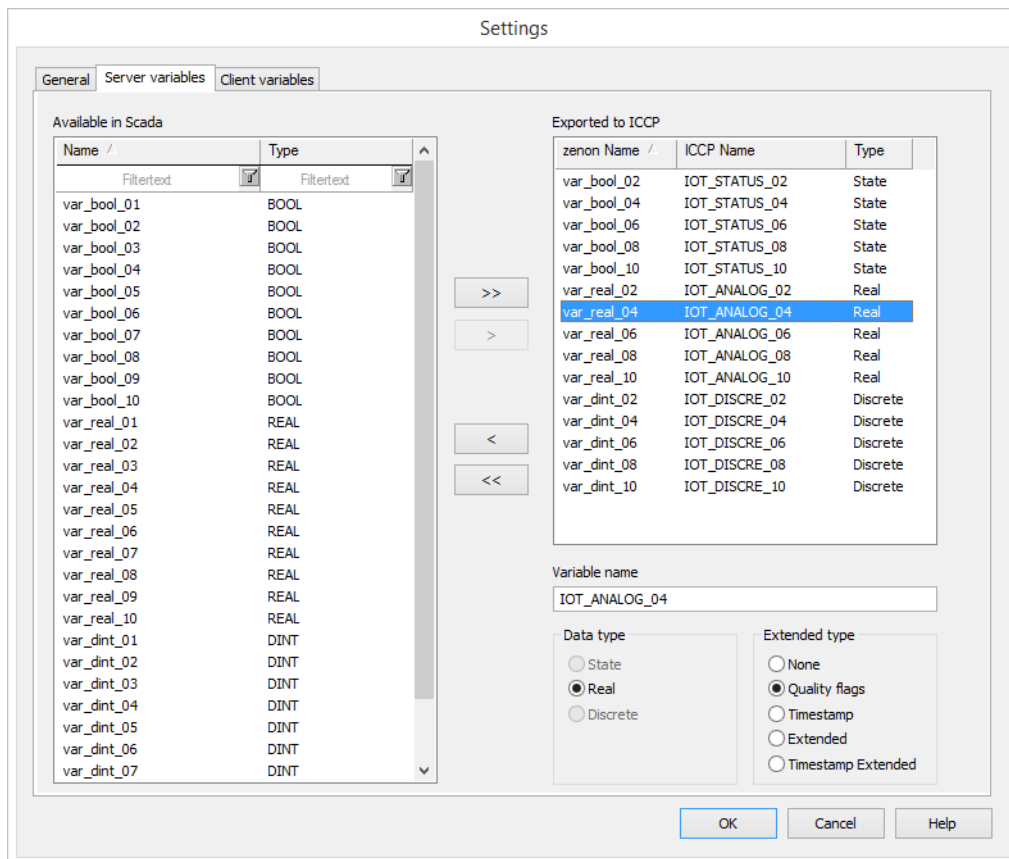 Settings
General Server variables Client variables
Available in Scada
Name Type
Filtertext Filtertext
var_bool_01 BOOL
var_bool_02 BOOL
var_bool_03 BOOL
var_bool_04 BOOL
var_bool_05 BOOL
var_bool_06 BOOL
var_bool_07 BOOL
var_bool_08 BOOL
var_bool_09 BOOL
var_bool_10 BOOL
var_real_01 REAL
var_real_02 REAL
var_real_03 REAL
var_real_04 REAL
var_real_05 REAL
var_real_06 REAL
var_real_07 REAL
var_real_08 REAL
var_real_09 REAL
var_real_10 REAL
var_dint_01 DINT
var_dint_02 DINT
var_dint_03 DINT
var_dint_04 DINT
var_dint_05 DINT
var_dint_06 DINT
var_dint_07 DINT
>>
>
<
<<
Exported to ICCP
zenon Name ICCP Name Type
var_bool_02 IOT_STATUS_02 State
var_bool_04 IOT_STATUS_04 State
var_bool_06 IOT_STATUS_06 State
var_bool_08 IOT_STATUS_08 State
var_bool_10 IOT_STATUS_10 State
var_real_02 IOT_ANALOG_02 Real
var_real_04 IOT_ANALOG_04 Real
var_real_06 IOT_ANALOG_06 Real
var_real_08 IOT_ANALOG_08 Real
var_real_10 IOT_ANALOG_10 Real
var_dint_02 IOT_DISCRE_02 Discrete
var_dint_04 IOT_DISCRE_04 Discrete
var_dint_06 IOT_DISCRE_06 Discrete
var_dint_08 IOT_DISCRE_08 Discrete
var_dint_10 IOT_DISCRE_10 Discrete
Variable name
IOT_ANALOG_04
Data type
State
Real
Discrete
Extended type
None
Quality flags
Timestamp
Extended
Timestamp Extended
OK Cancel Help